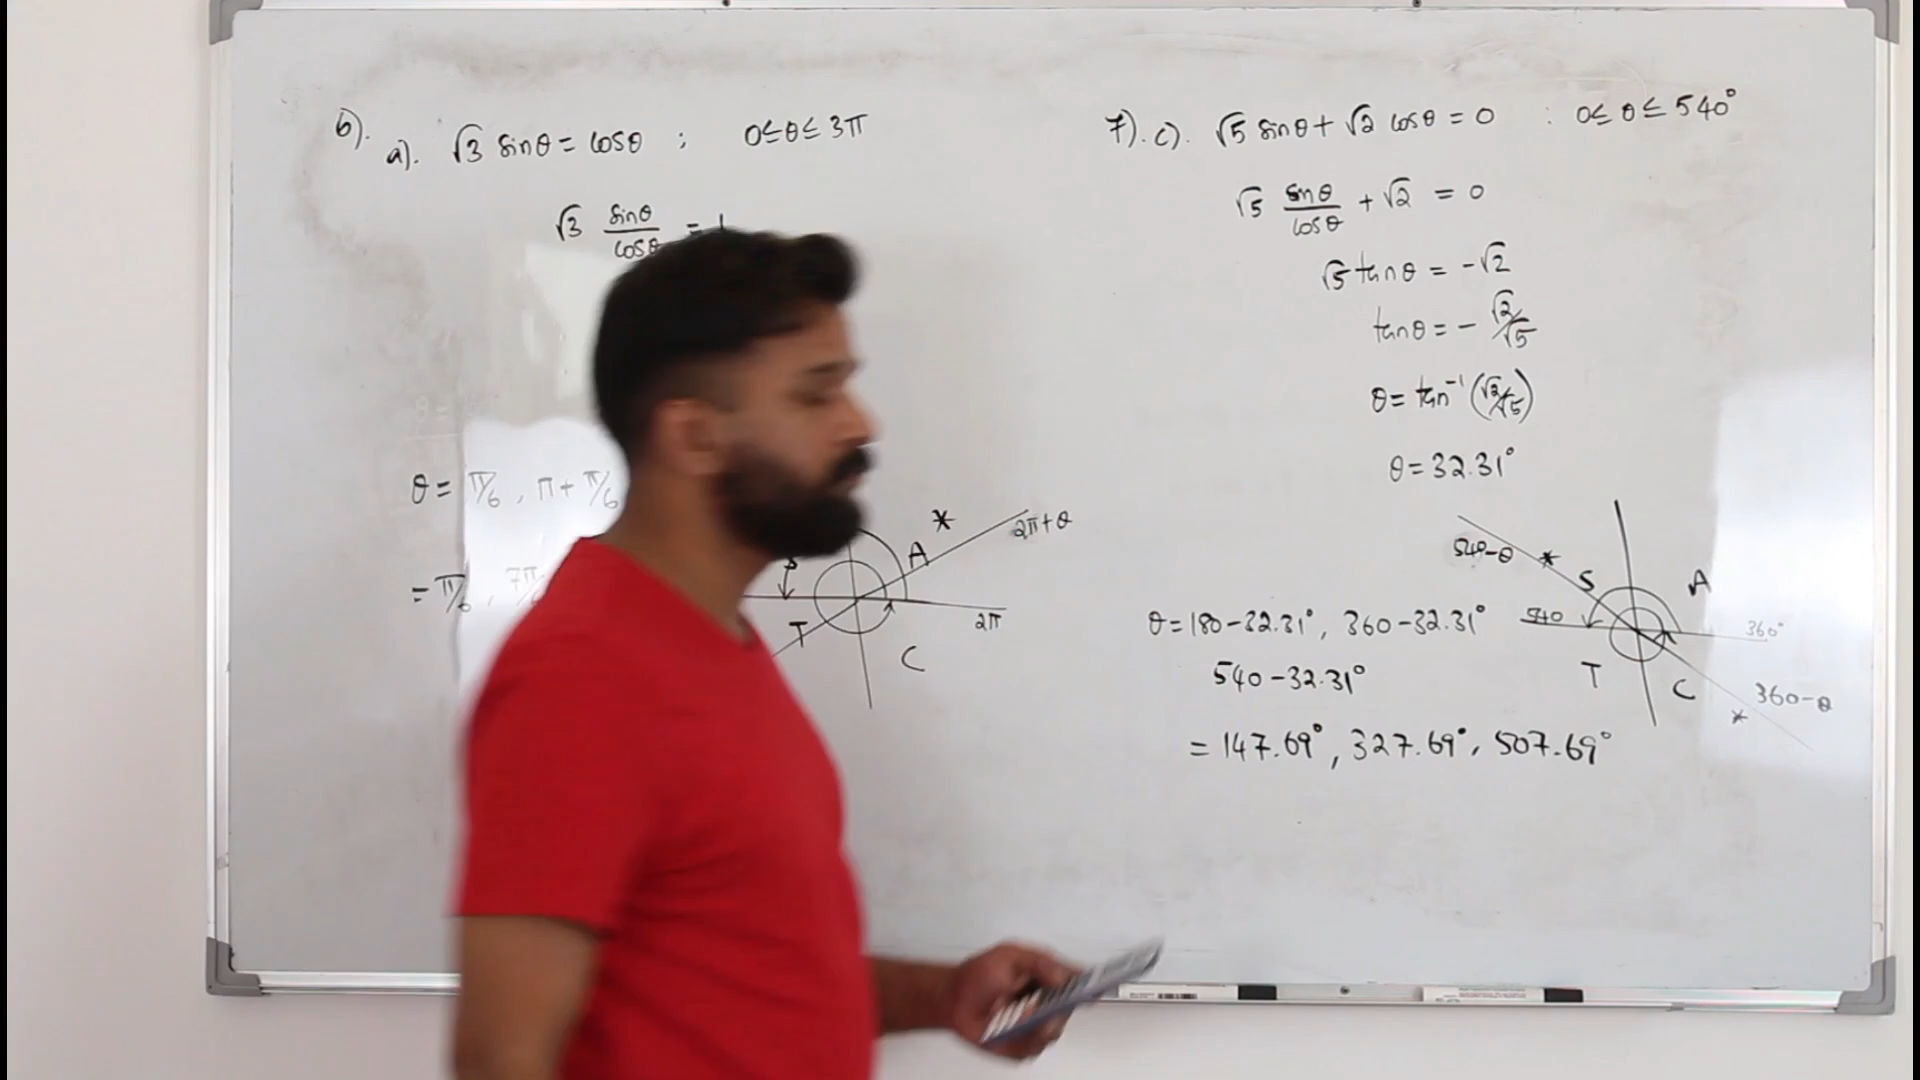 6).
a). √3 sinθ = cosθ ; 0≤θ≤ 3π
√3 sinθ/cosθ = 1
θ = π/6 , π + π/6
= π/6 , 7π/
A
*
2π+θ
2π
T
C
7). c). √5 sinθ + √2 cosθ = 0 : 0≤ θ ≤ 540°
√5 sinθ/cosθ + √2 = 0
√5 tanθ = -√2
tanθ = - √2/√5
θ = tan⁻¹ (√2/√5)
θ = 32.31°
540-θ
*
S
A
540
360°
T
C
*
360-θ
θ = 180 - 32.31° , 360 - 32.31°
540 - 32.31°
= 147.69° , 327.69° , 507.69°